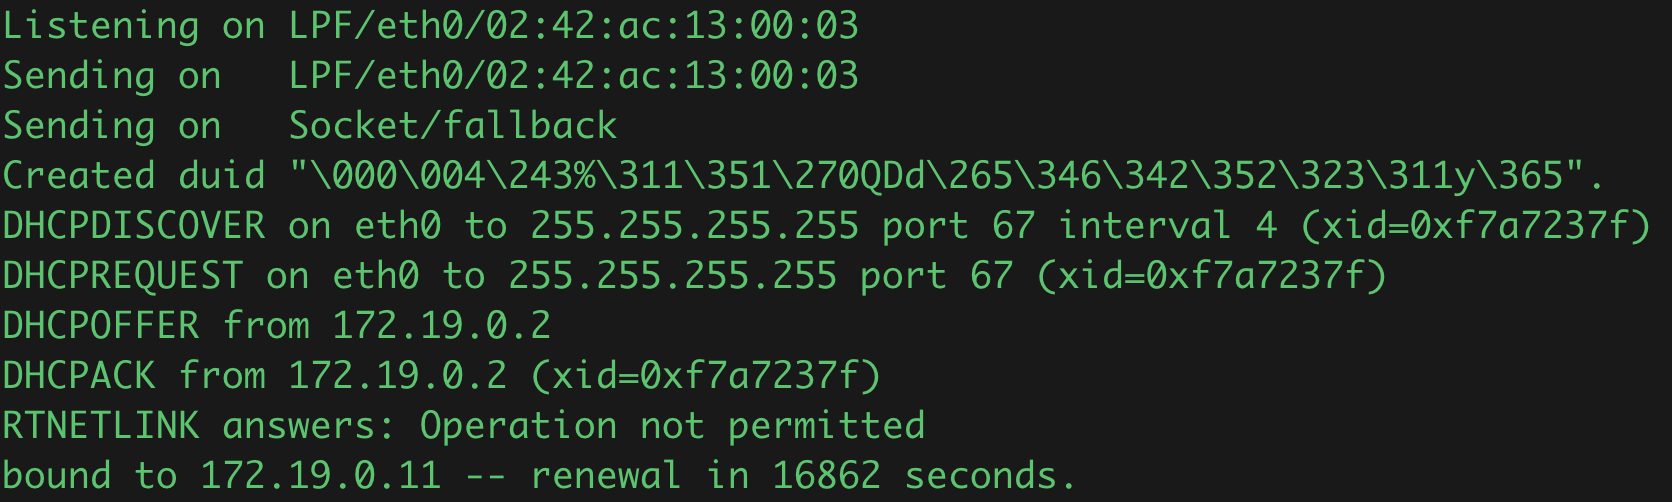 Listening on LPF/eth0/02:42:ac:13:00:03
Sending on   LPF/eth0/02:42:ac:13:00:03
Sending on   Socket/fallback
Created duid "\000\004\243%\311\351\270QDd\265\346\342\352\323\311y\365".
DHCPDISCOVER on eth0 to 255.255.255.255 port 67 interval 4 (xid=0xf7a7237f)
DHCPREQUEST on eth0 to 255.255.255.255 port 67 (xid=0xf7a7237f)
DHCPOFFER from 172.19.0.2
DHCPACK from 172.19.0.2 (xid=0xf7a7237f)
RTNETLINK answers: Operation not permitted
bound to 172.19.0.11 -- renewal in 16862 seconds.